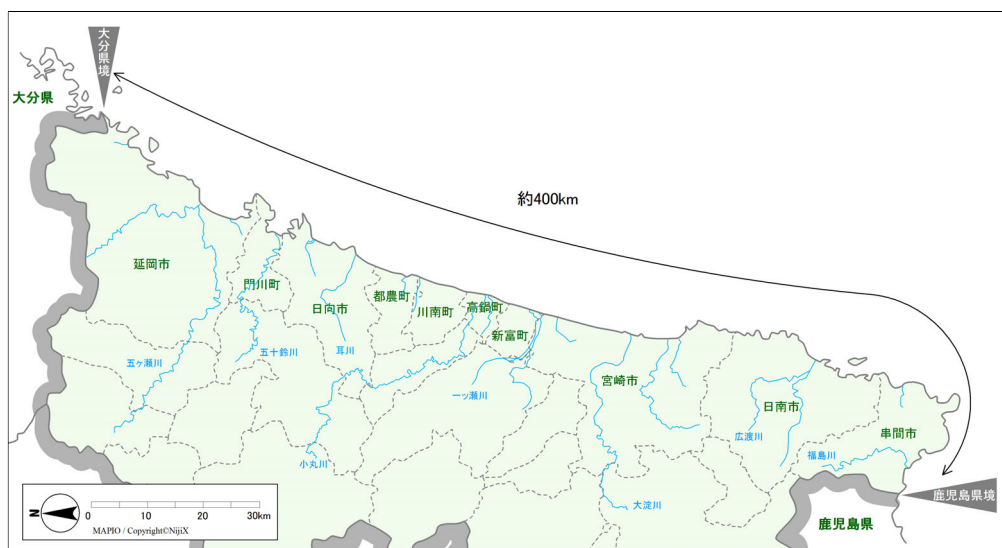 大分県境
大分県
約400km
延岡市
門川町
日向市
都農町
川南町
高鍋町
新富町
五ヶ瀬川
五十鈴川
耳川
一ッ瀬川
宮崎市
日南市
串間市
広渡川
福島川
小丸川
大淀川
鹿児島県境
鹿児島県
N
0 10 20 30km
MAPIO / Copyright©NijiX